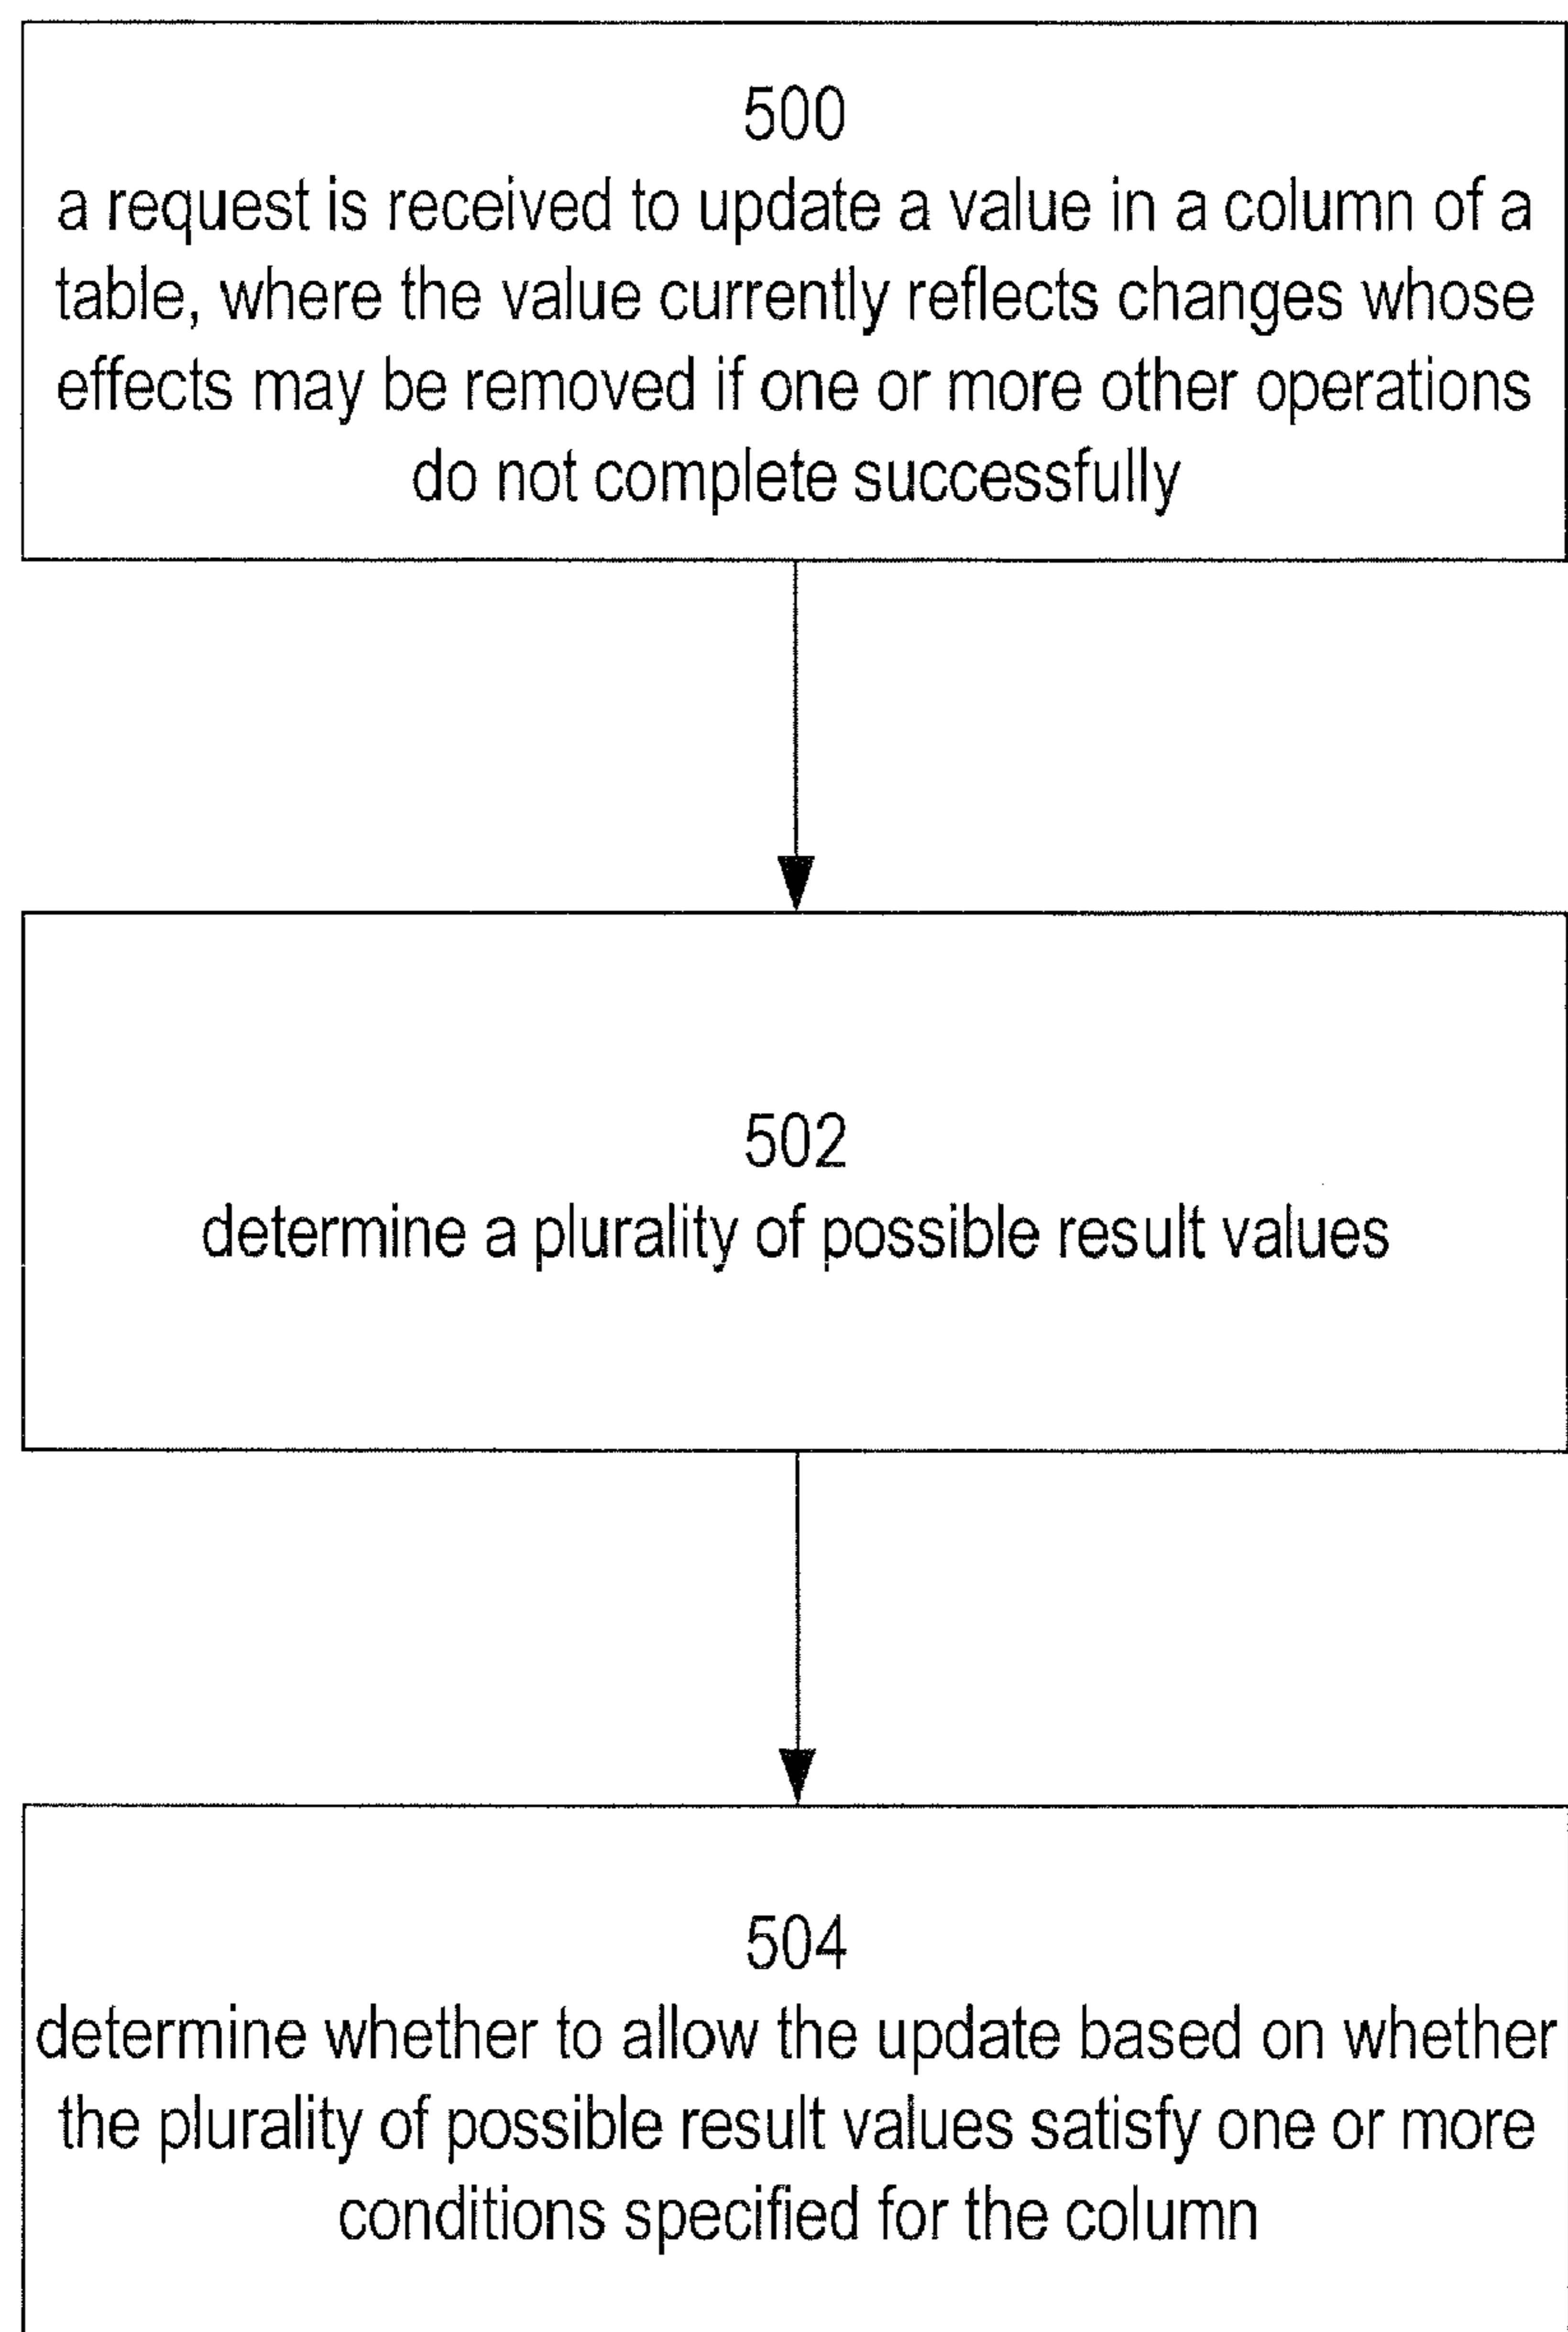 500
a request is received to update a value in a column of a
table, where the value currently reflects changes whose
effects may be removed if one or more other operations
do not complete successfully
502
determine a plurality of possible result values
504
determine whether to allow the update based on whether
the plurality of possible result values satisfy one or more
conditions specified for the column